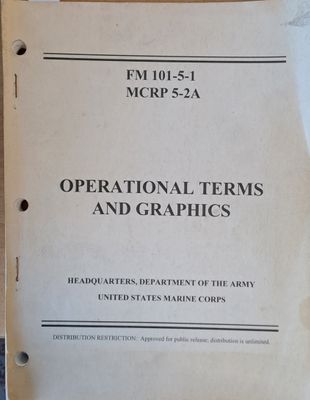 FM 101-5-1
MCRP 5-2A
OPERATIONAL TERMS
AND GRAPHICS
HEADQUARTERS, DEPARTMENT OF THE ARMY
UNITED STATES MARINE CORPS
DISTRIBUTION RESTRICTION: Approved for public release; distribution is unlimited.